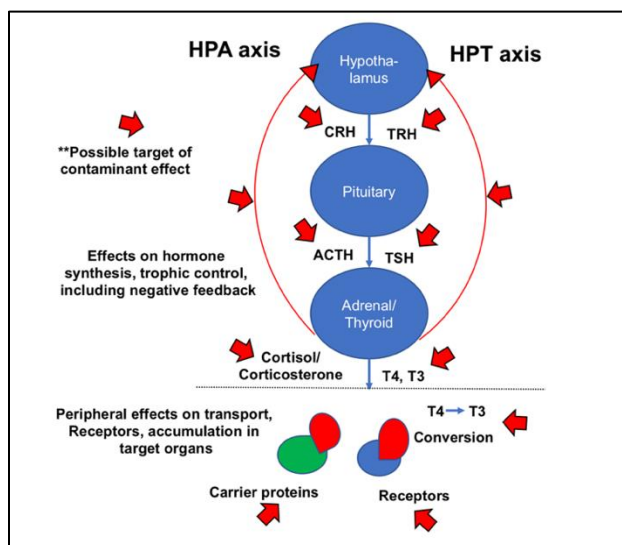 HPA axis
HPT axis
Hypotha-
lamus
CRH
TRH
**Possible target of
contaminant effect
Pituitary
ACTH
TSH
Effects on hormone
synthesis, trophic control,
including negative feedback
Adrenal/
Thyroid
Cortisol/
Corticosterone
T4, T3
Peripheral effects on transport,
Receptors, accumulation in
target organs
T4 → T3
Conversion
Carrier proteins
Receptors